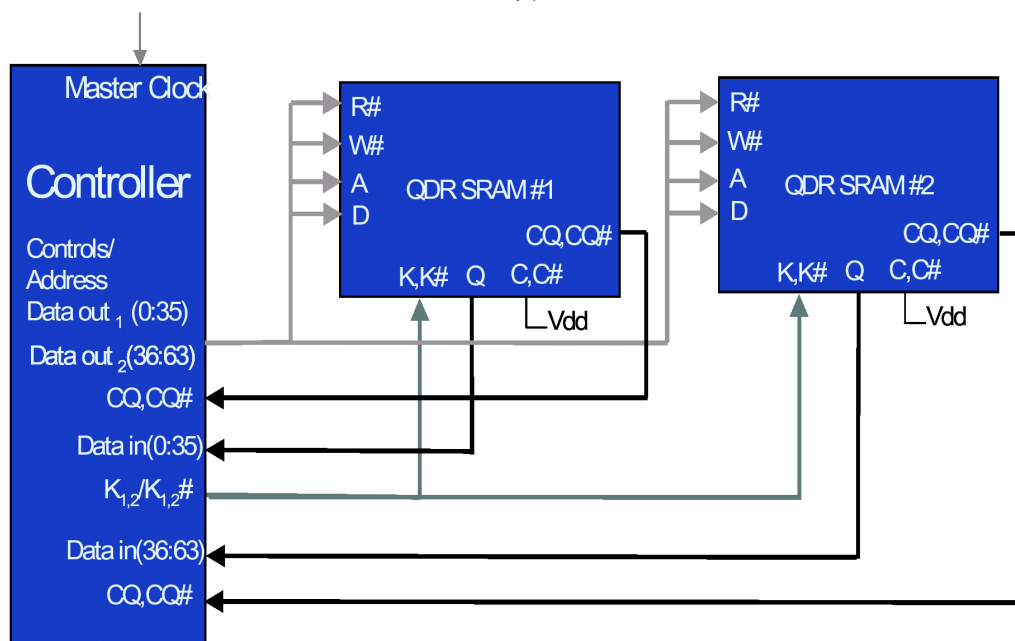 Master Clock
Controller
Controls/
Address
Data out 1 (0:35)
Data out 2(36:63)
CQ,CQ#
Data in(0:35)
K1,2/K1,2#
Data in(36:63)
CQ,CQ#
R#
W#
A
QDR SRAM #1
D
CQ,CQ#
K,K# Q C,C#
Vdd
R#
W#
A
QDR SRAM #2
D
CQ,CQ#
K,K# Q C,C#
Vdd